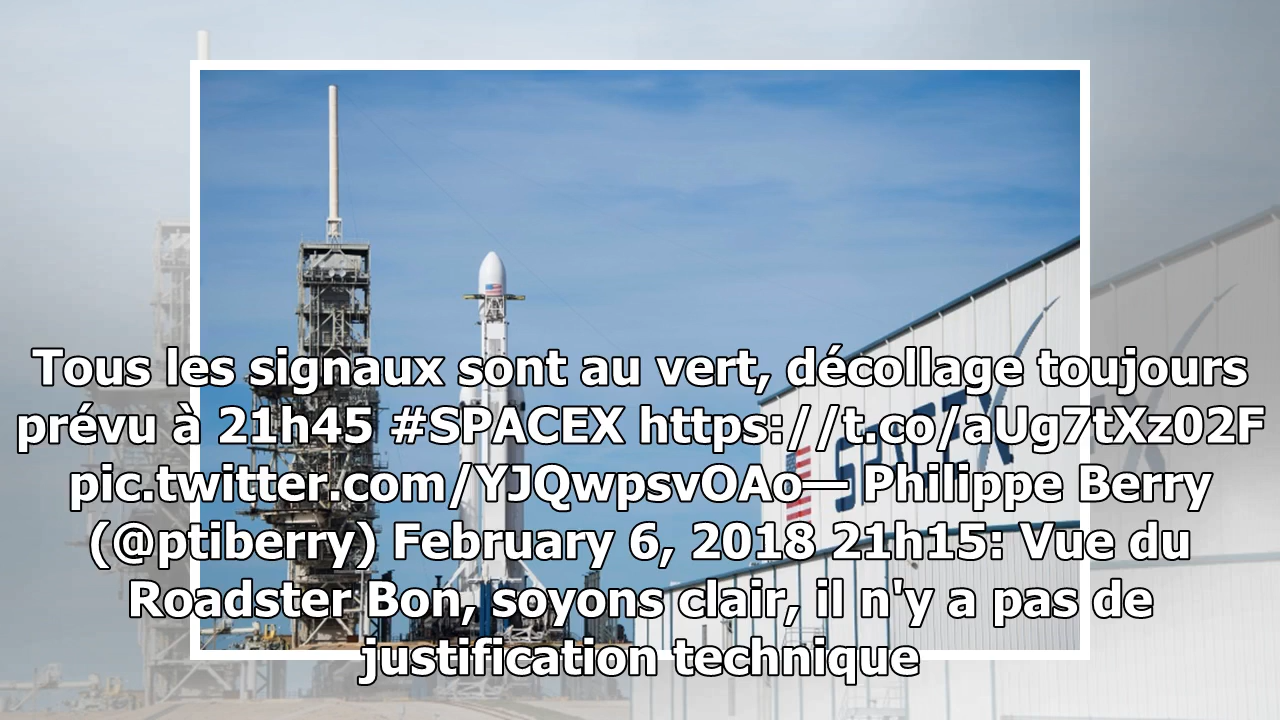 Tous les signaux sont au vert, décollage toujours
prévu à 21h45 #SPACEX https://t.co/aUg7tXz02F
pic.twitter.com/YJQwpsvOAo— Philippe Berry
(@ptiberry) February 6, 2018 21h15: Vue du
Roadster Bon, soyons clair, il n'y a pas de
justification technique
SPACEX